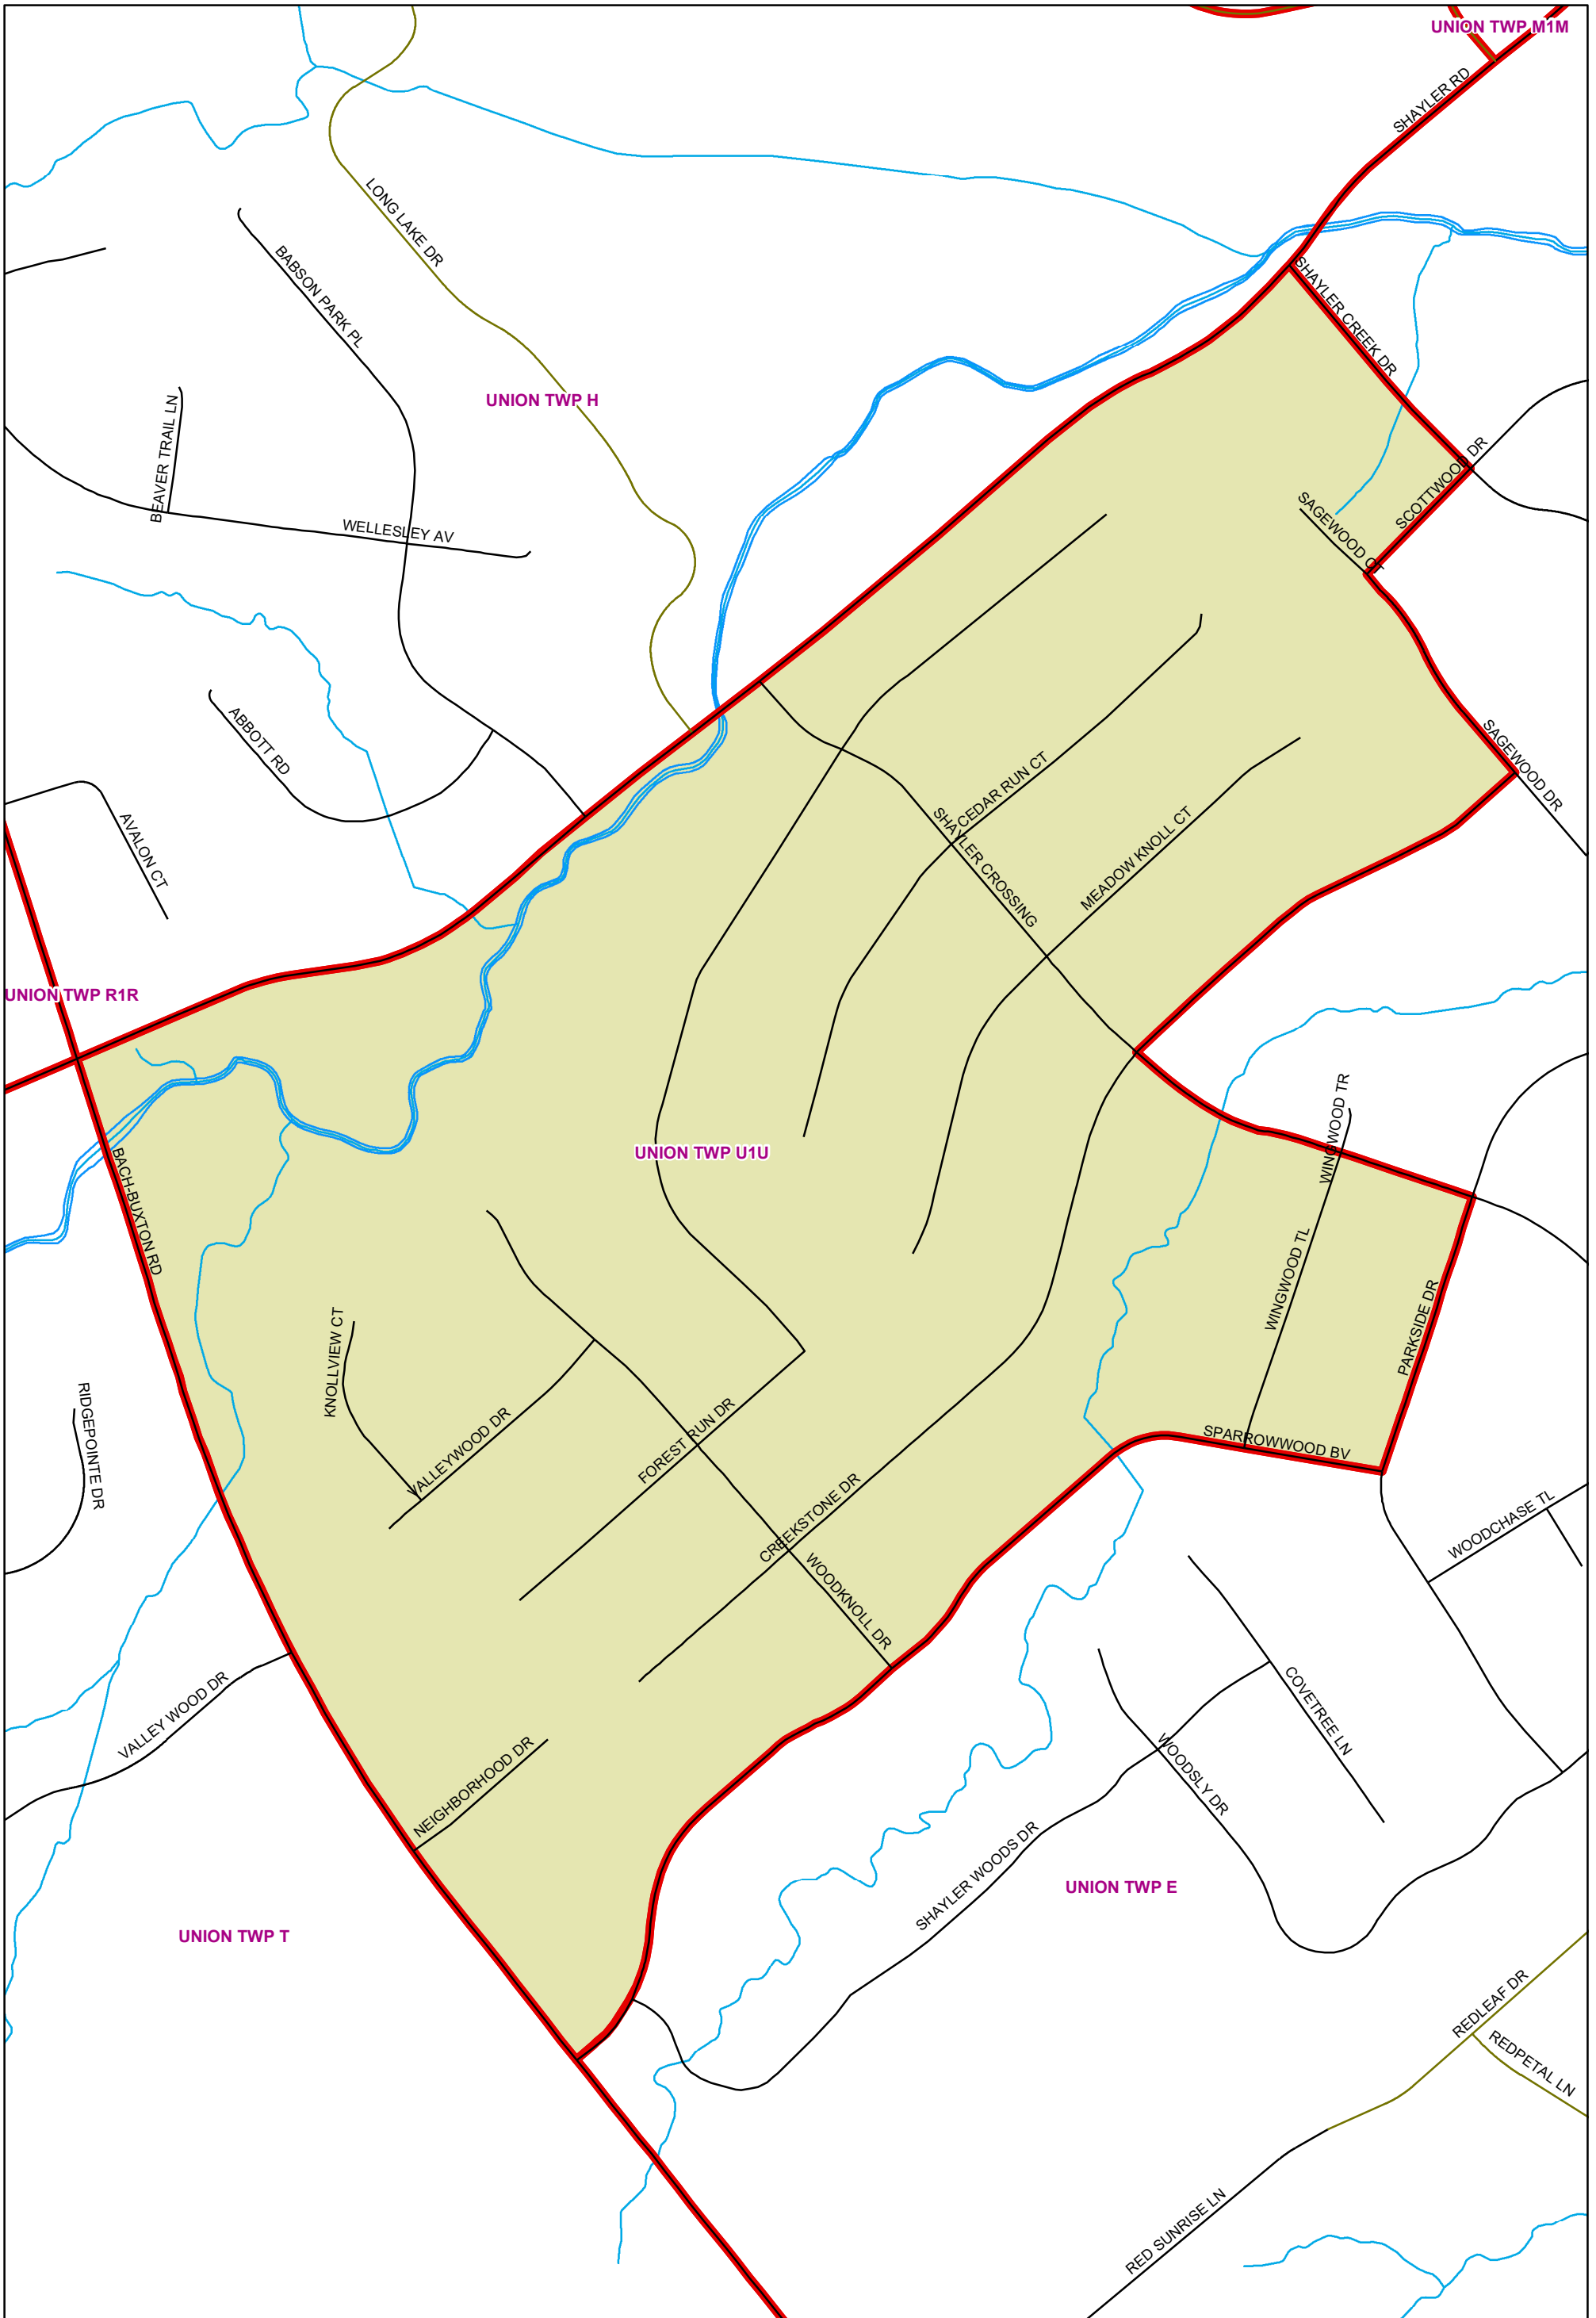 UNION TWP M1M
SHAYLER RD
LONG LAKE DR
BABSON PARK PL
SHAYLER CREEK DR
UNION TWP H
BEAVER TRAIL LN
SCOTTWOOD DR
SAGEWOOD CT
WELLESLEY AV
ABBOTT RD
SAGEWOOD DR
CEDAR RUN CT
AVALON CT
SHAYLER CROSSING
MEADOW KNOLL CT
UNION TWP R1R
WINGWOOD TR
UNION TWP U1U
BACH-BUXTON RD
WINGWOOD TL
PARKSIDE DR
KNOLLVIEW CT
RIDGEPOINTE DR
VALLEYWOOD DR
FOREST RUN DR
SPARROWWOOD BV
CREEKSTONE DR
WOODCHASE TL
WOODKNOLL DR
VALLEY WOOD DR
COVETREE LN
NEIGHBORHOOD DR
WOODSLY DR
SHAYLER WOODS DR
UNION TWP E
UNION TWP T
REDLEAF DR
REDPETAL LN
RED SUNRISE LN